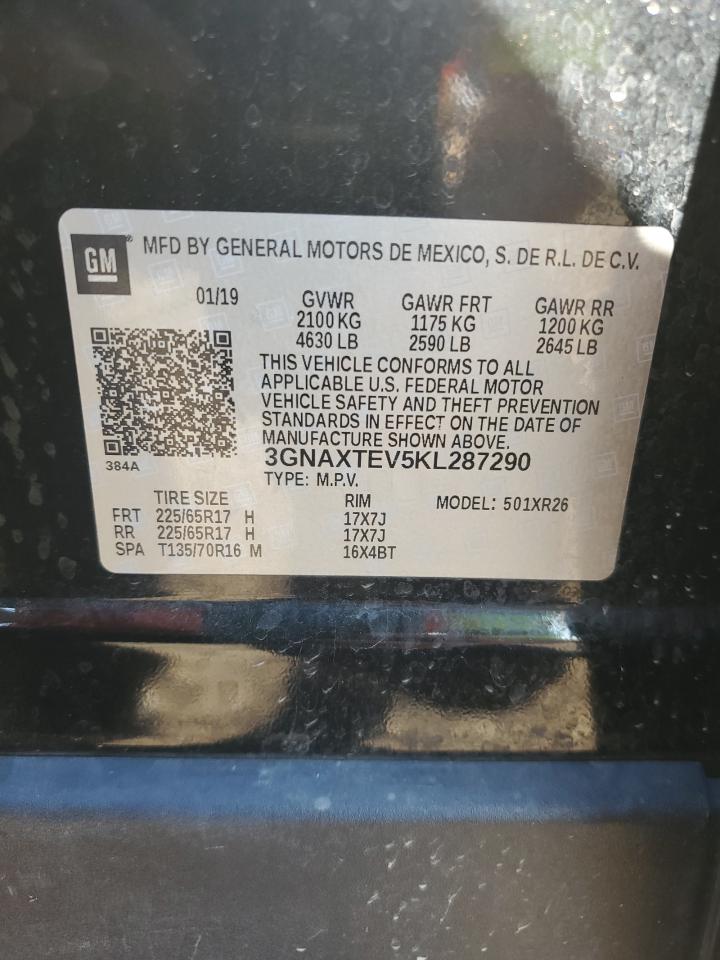 GM® MFD BY GENERAL MOTORS DE MEXICO, S. DE R.L. DE C.V.
01/19 GVWR GAWR FRT GAWR RR
2100 KG 1175 KG 1200 KG
4630 LB 2590 LB 2645 LB
THIS VEHICLE CONFORMS TO ALL
APPLICABLE U.S. FEDERAL MOTOR
VEHICLE SAFETY AND THEFT PREVENTION
STANDARDS IN EFFECT ON THE DATE OF
MANUFACTURE SHOWN ABOVE.
384A 3GNAXTEV5KL287290
TYPE: M.P.V.
TIRE SIZE RIM MODEL: 501XR26
FRT 225/65R17 H 17X7J
RR 225/65R17 H 17X7J
SPA T135/70R16 M 16X4BT